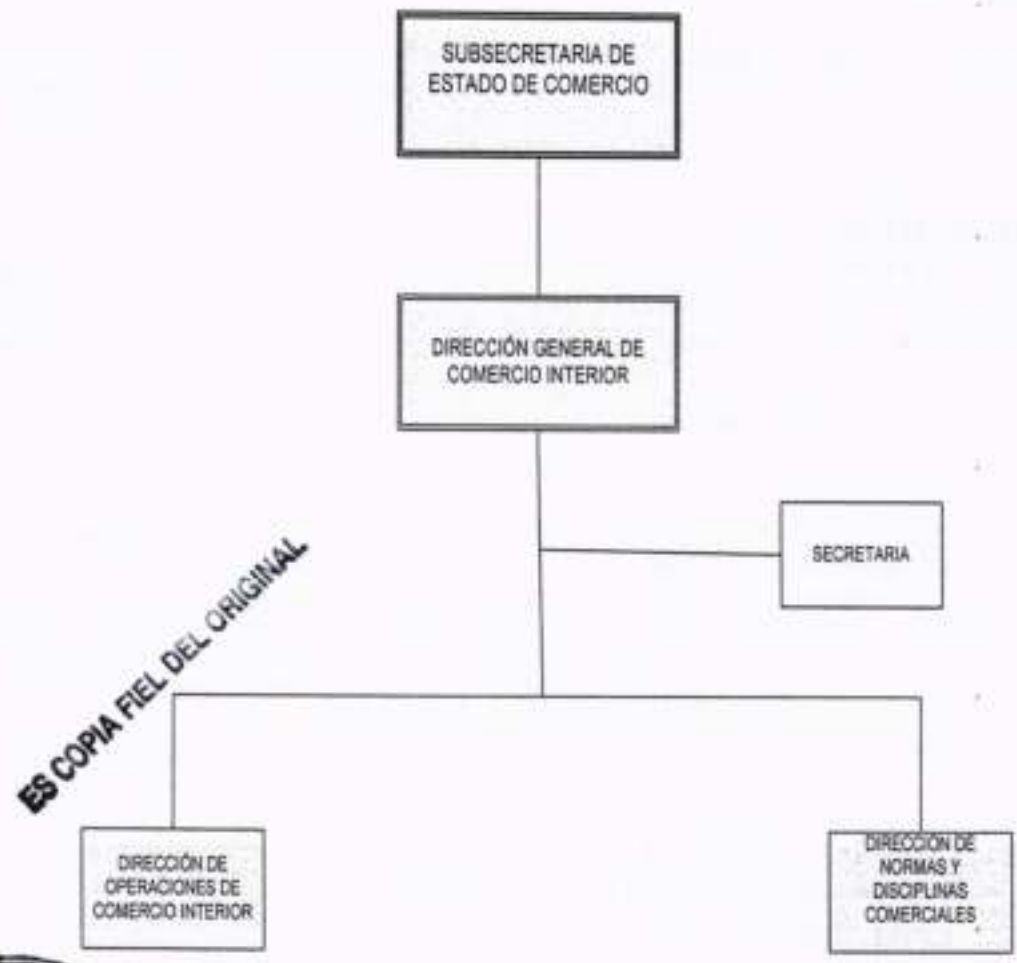 SUBSECRETARIA DE
ESTADO DE COMERCIO
DIRECCIÓN GENERAL DE
COMERCIO INTERIOR
SECRETARIA
ES COPIA FIEL DEL ORIGINAL
DIRECCIÓN DE
OPERACIONES DE
COMERCIO INTERIOR
DIRECCION DE
NORMAS Y
DISCIPLINAS
COMERCIALES